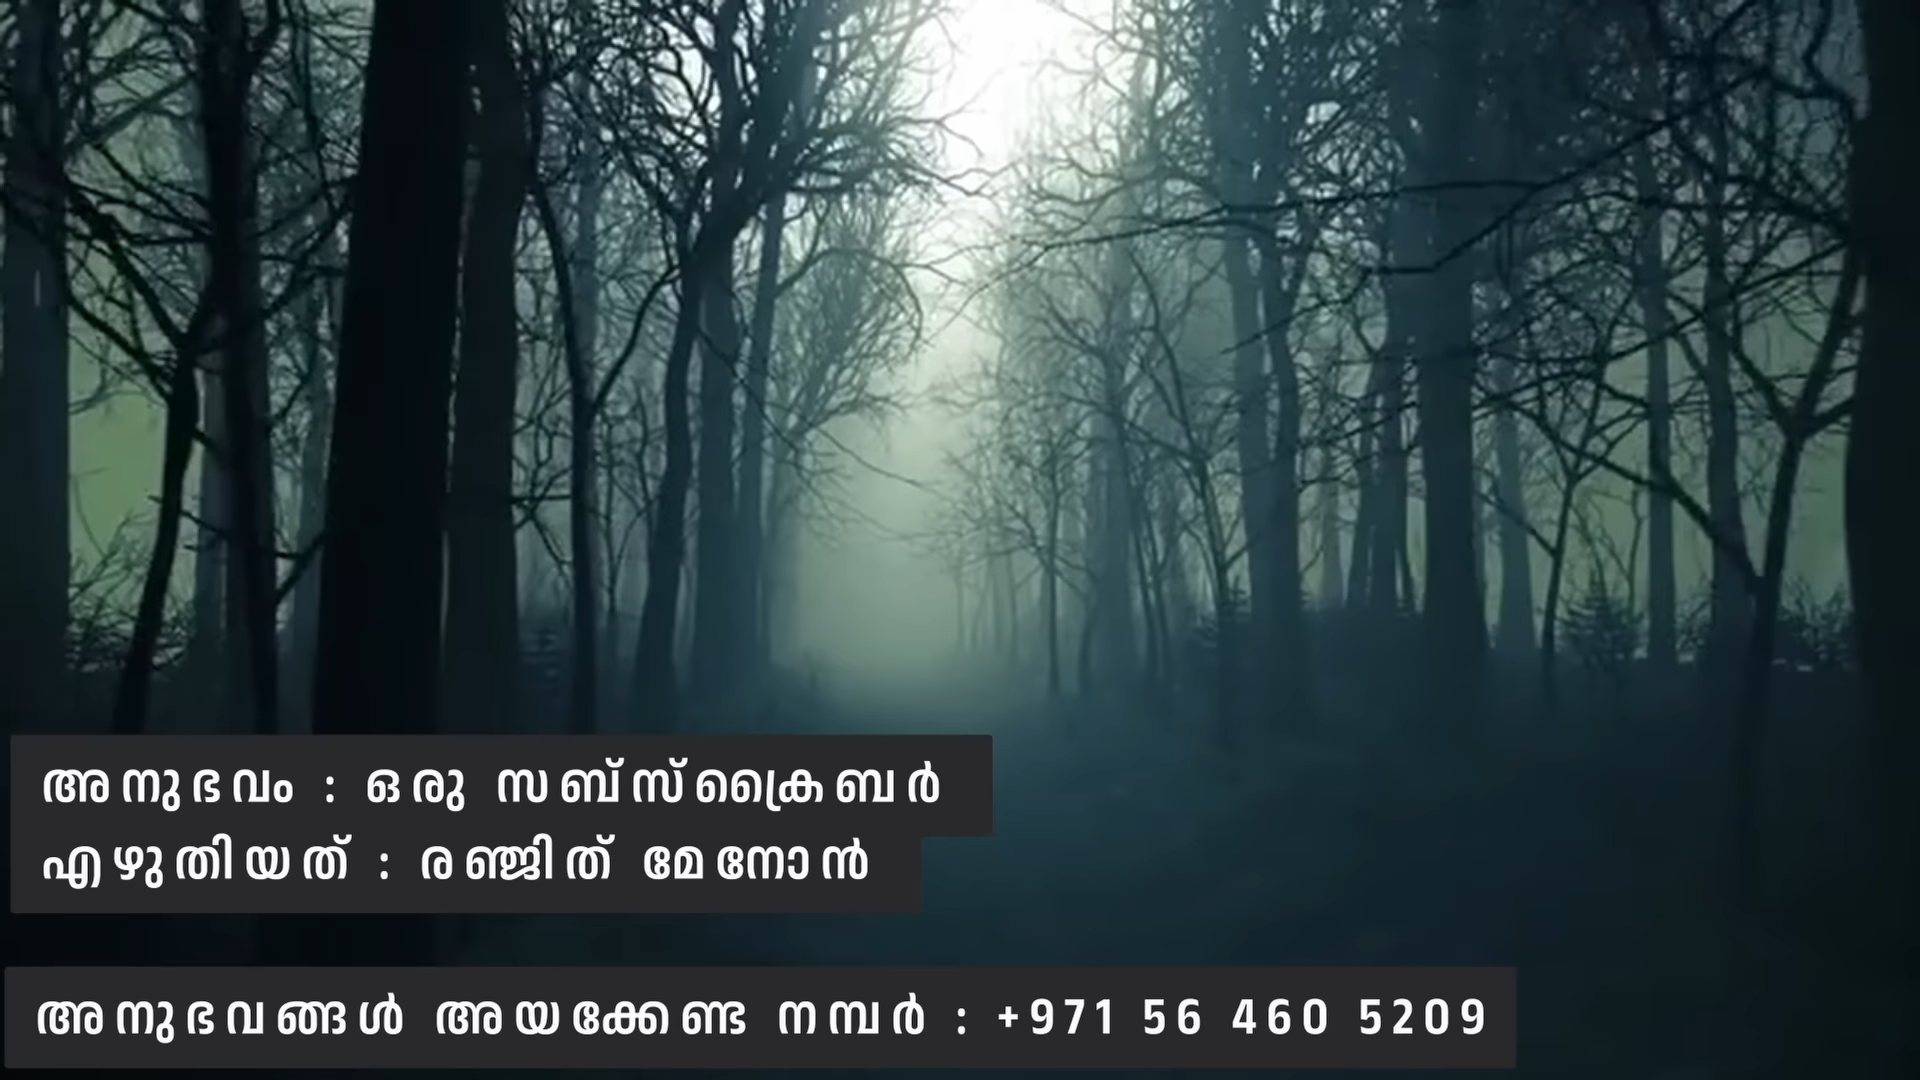 അനുഭവം : ഒരു സബ്സ്ക്രൈബർ
എഴുതിയത് : രഞ്ജിത് മേനോൻ
അനുഭവങ്ങൾ അയക്കേണ്ട നമ്പർ : +971 56 460 5209